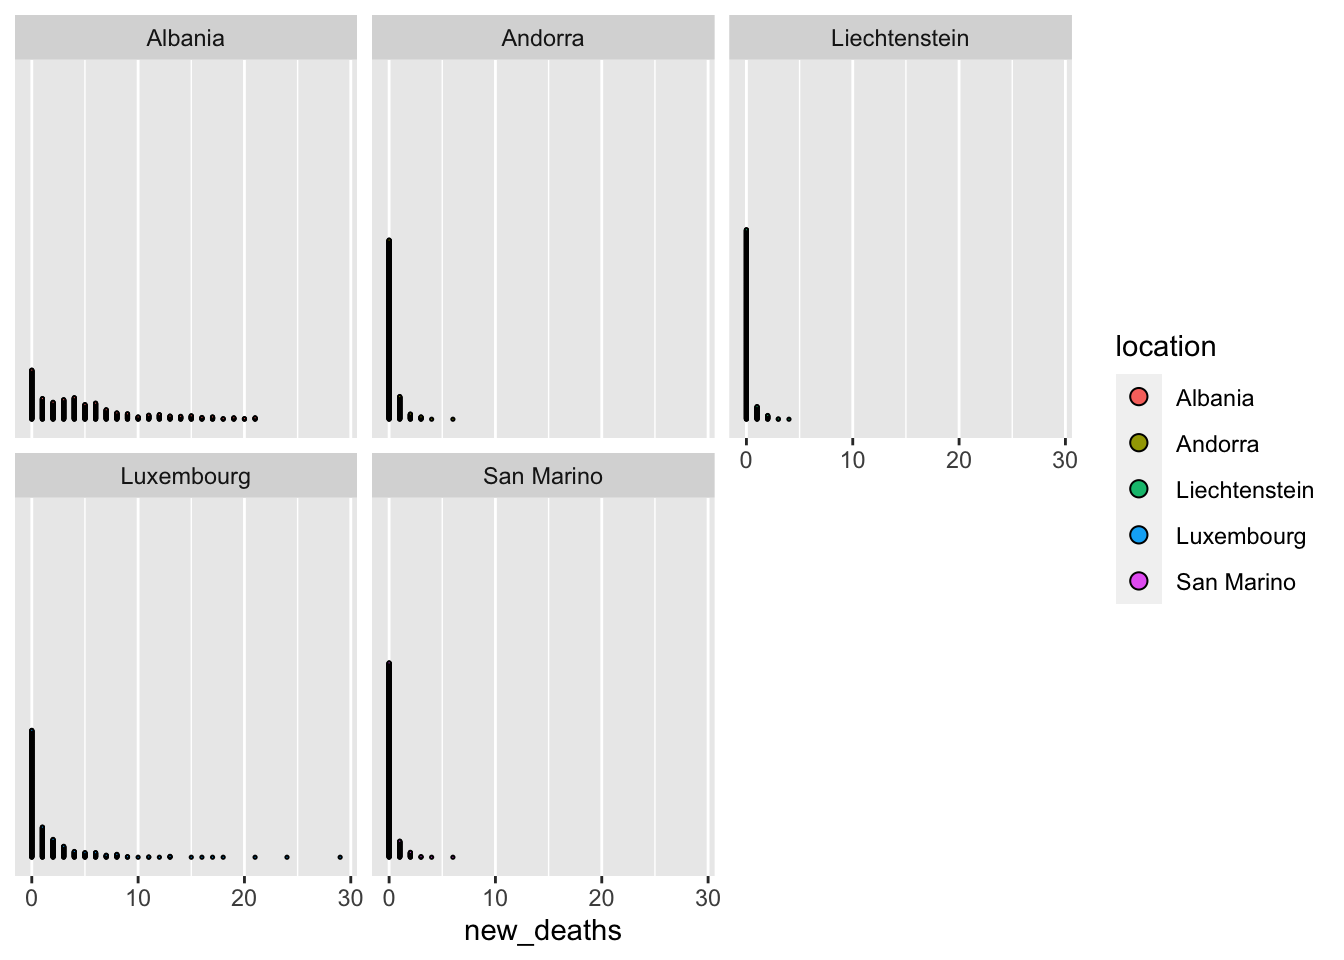 Albania
Andorra
Liechtenstein
0 10 20 30
Luxembourg
San Marino
0 10 20 30
0 10 20 30
new_deaths
location
Albania
Andorra
Liechtenstein
Luxembourg
San Marino